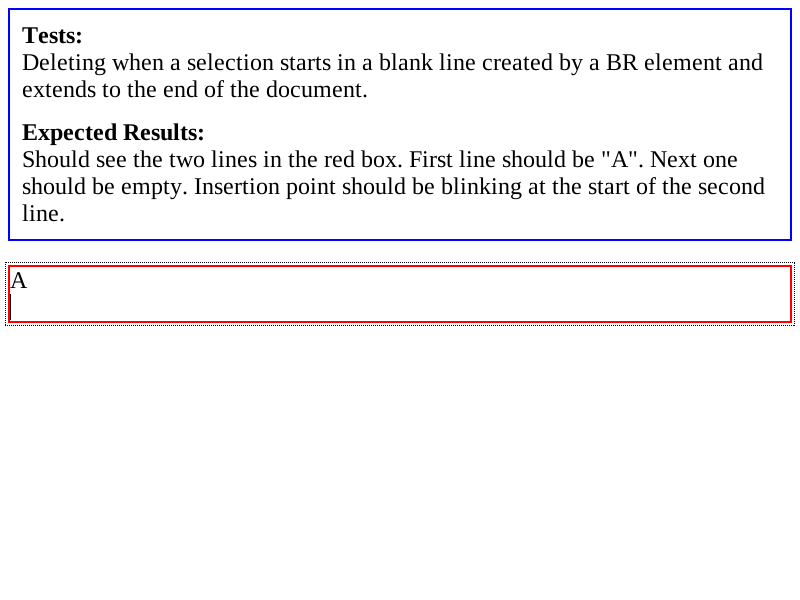 Tests:
Deleting when a selection starts in a blank line created by a BR element and
extends to the end of the document.
Expected Results:
Should see the two lines in the red box. First line should be "A". Next one
should be empty. Insertion point should be blinking at the start of the second
line.
A